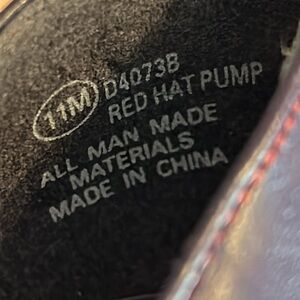 11M D4073B
RED HAT PUMP
ALL MAN MADE
MATERIALS
MADE IN CHINA